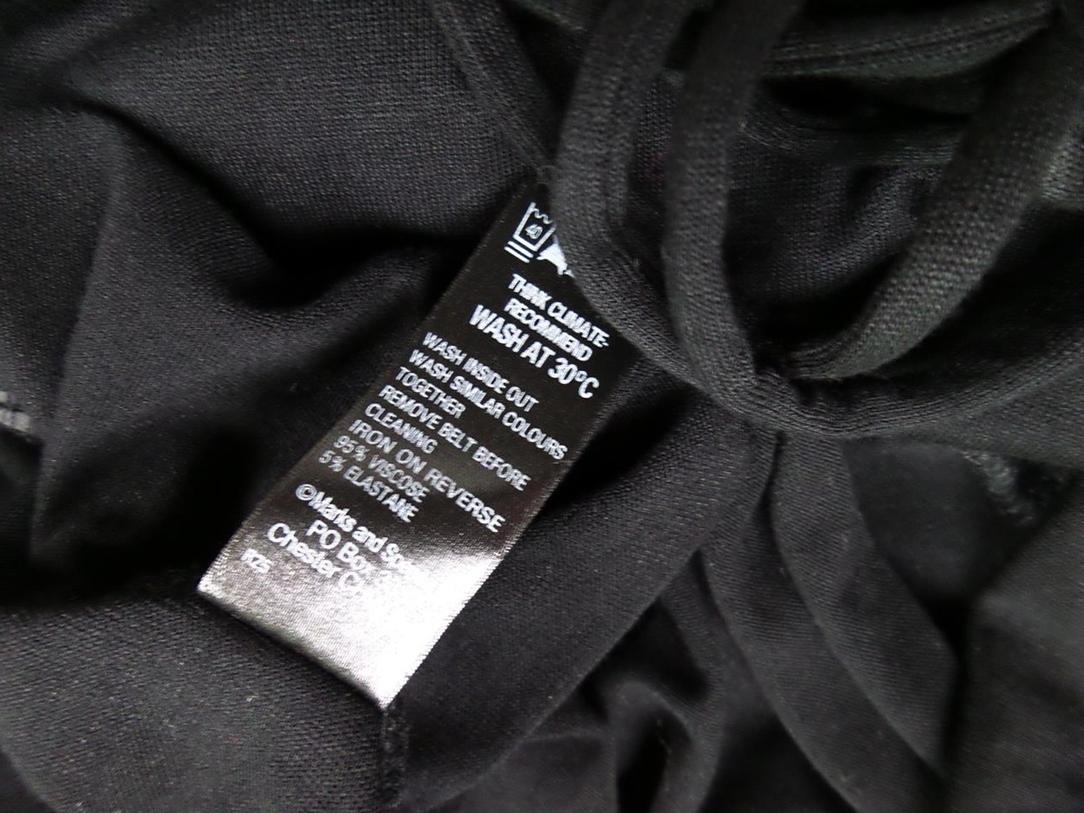 40
THINK CLIMATE-
RECOMMEND
WASH AT 30°C
WASH INSIDE OUT
WASH SIMILAR COLOURS
TOGETHER
REMOVE BELT BEFORE
CLEANING
IRON ON REVERSE
95% VISCOSE
5% ELASTANE
©Marks and
PO Box
Chester